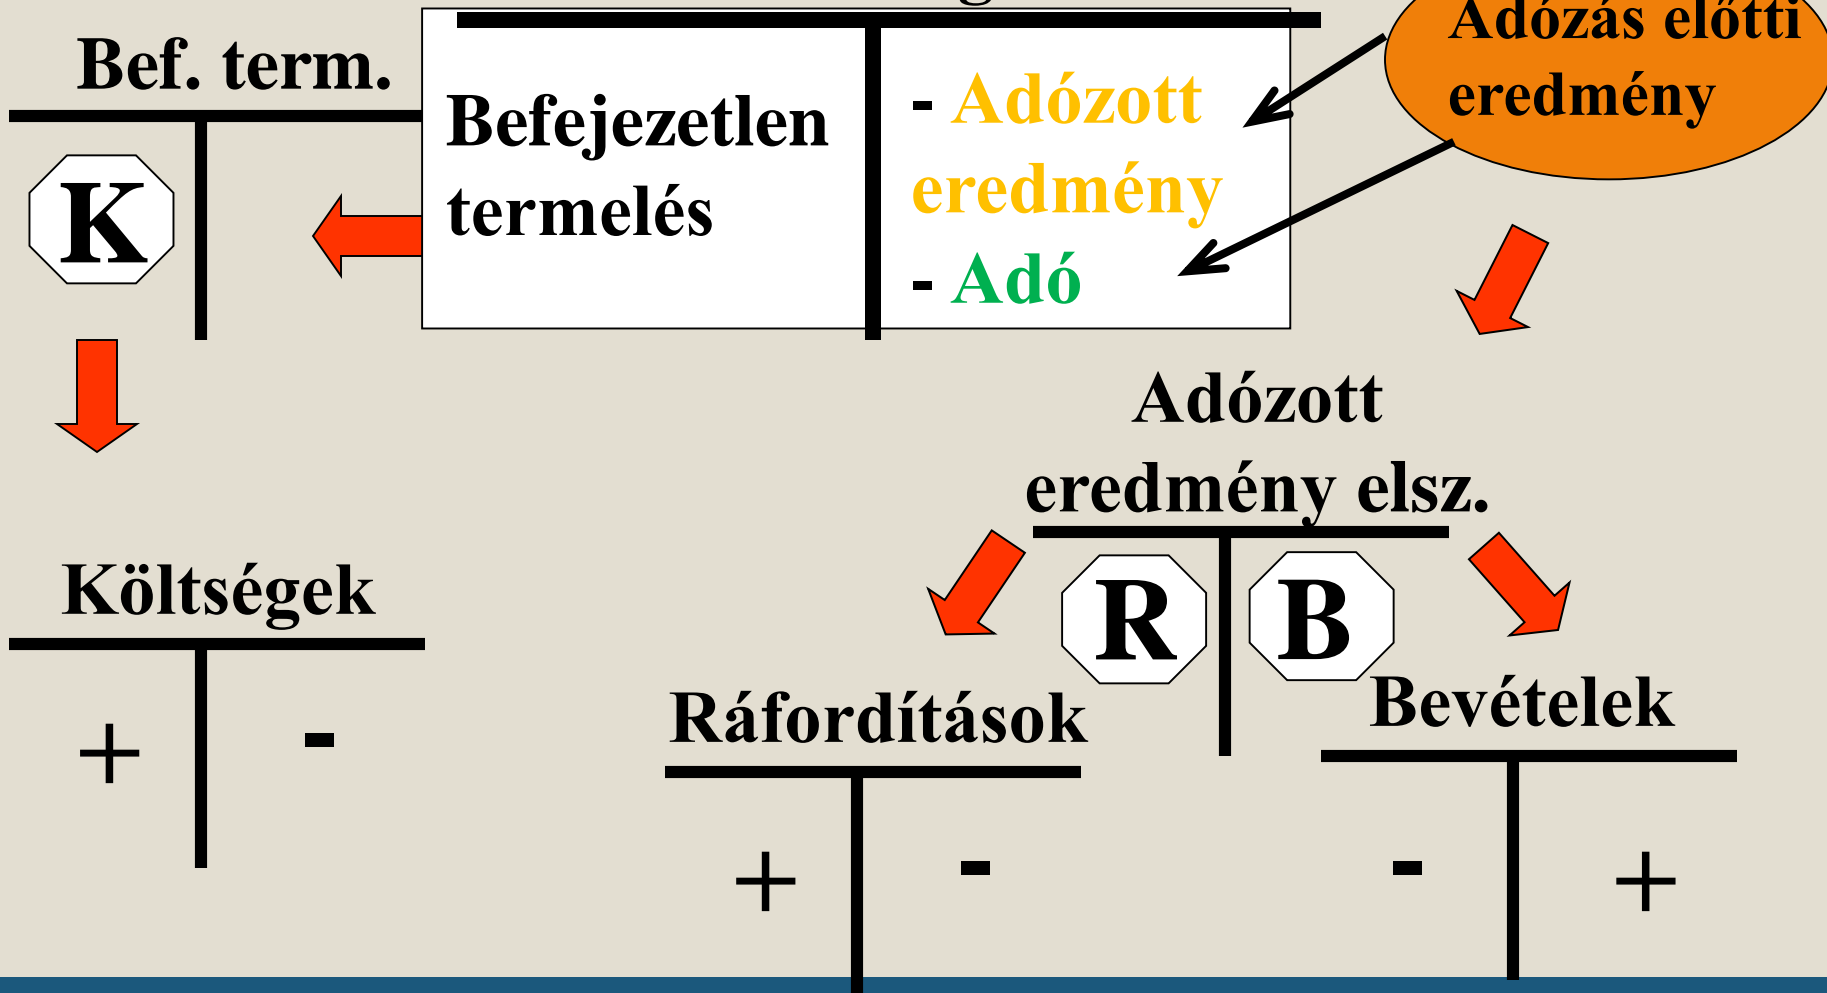 Adózás előtti
eredmény
Bef. term.
K
Befejezetlen
termelés
- Adózott
eredmény
- Adó
Adózott
eredmény elsz.
R
B
Költségek
+ -
Ráfordítások
+ -
Bevételek
- +